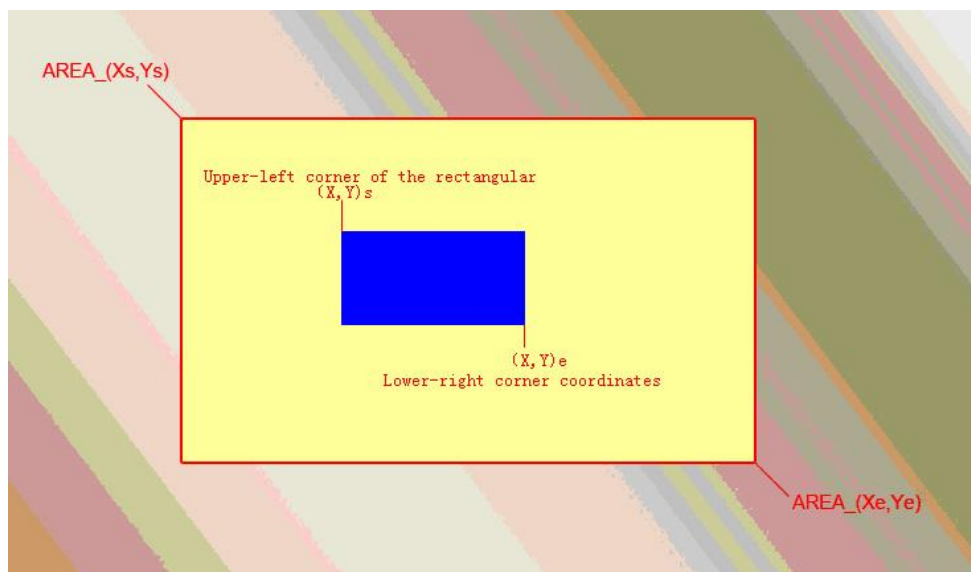 AREA_(Xs,Ys)
Upper-left corner of the rectangular
(X,Y)s
(X,Y)e
Lower-right corner coordinates
AREA_(Xe,Ye)